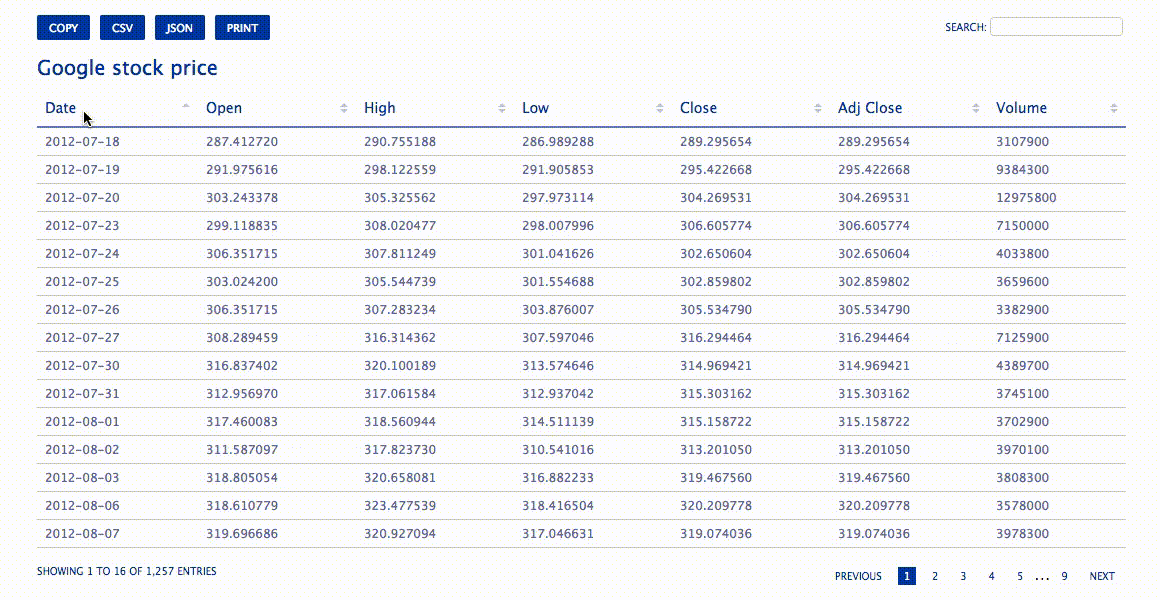 COPY CSV JSON PRINT SEARCH:
Google stock price
Date Open High Low Close Adj Close Volume
2012-07-18 287.412720 290.755188 286.989288 289.295654 289.295654 3107900
2012-07-19 291.975616 298.122559 291.905853 295.422668 295.422668 9384300
2012-07-20 303.243378 305.325562 297.973114 304.269531 304.269531 12975800
2012-07-23 299.118835 308.020477 298.007996 306.605774 306.605774 7150000
2012-07-24 306.351715 307.811249 301.041626 302.650604 302.650604 4033800
2012-07-25 303.024200 305.544739 301.554688 302.859802 302.859802 3659600
2012-07-26 306.351715 307.283234 303.876007 305.534790 305.534790 3382900
2012-07-27 308.289459 316.314362 307.597046 316.294464 316.294464 7125900
2012-07-30 316.837402 320.100189 313.574646 314.969421 314.969421 4389700
2012-07-31 312.956970 317.061584 312.937042 315.303162 315.303162 3745100
2012-08-01 317.460083 318.560944 314.511139 315.158722 315.158722 3702900
2012-08-02 311.587097 317.823730 310.541016 313.201050 313.201050 3970100
2012-08-03 318.805054 320.658081 316.882233 319.467560 319.467560 3808300
2012-08-06 318.610779 323.477539 318.416504 320.209778 320.209778 3578000
2012-08-07 319.696686 320.927094 317.046631 319.074036 319.074036 3978300
SHOWING 1 TO 16 OF 1,257 ENTRIES PREVIOUS 1 2 3 4 5 ... 9 NEXT